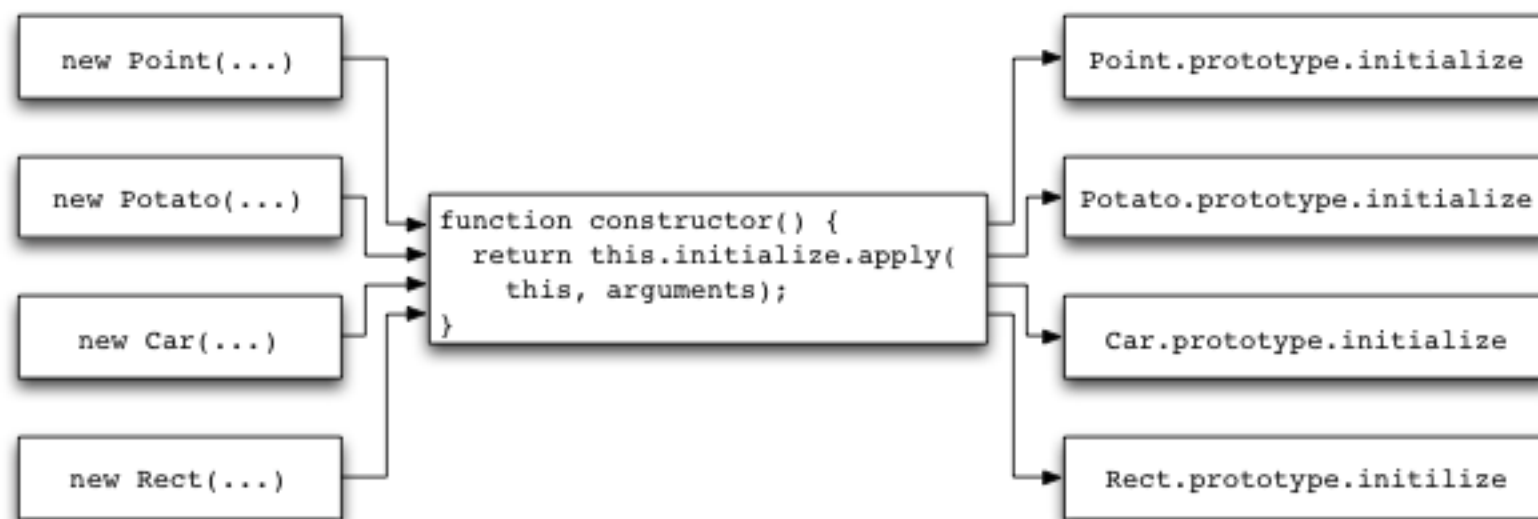 new Point(...)
new Potato(...)
new Car(...)
new Rect(...)
function constructor() {
return this.initialize.apply(
this, arguments);
}
Point.prototype.initialize
Potato.prototype.initialize
Car.prototype.initialize
Rect.prototype.initilize